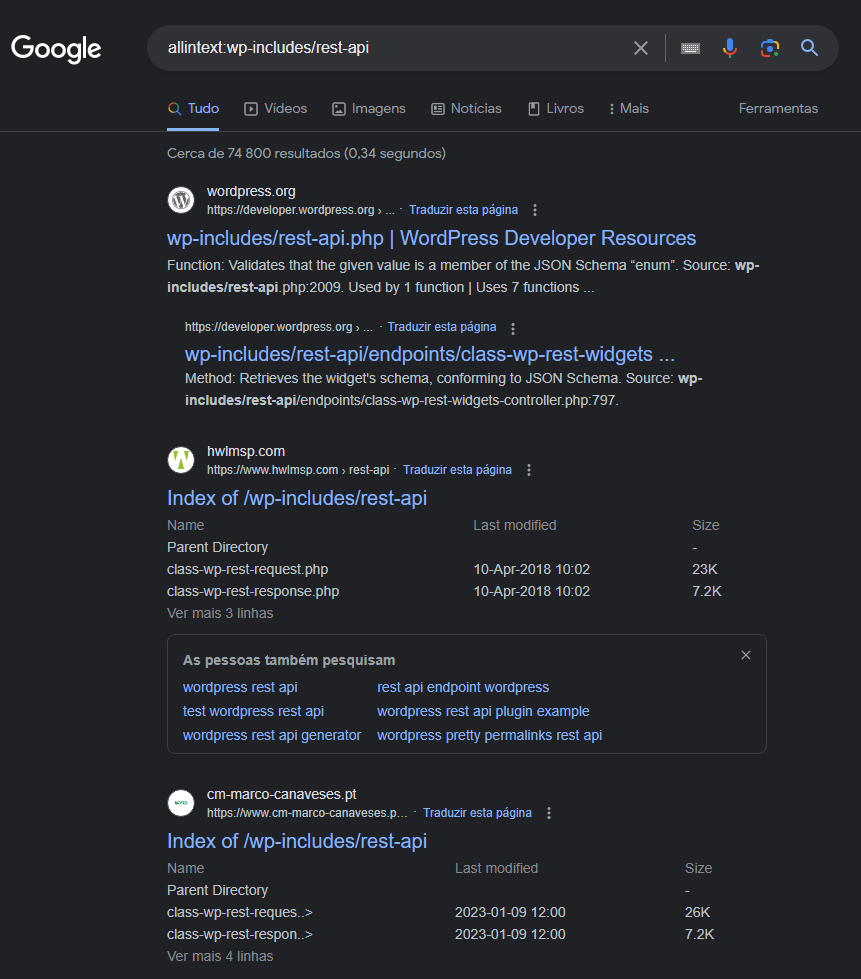 Google
allintext:wp-includes/rest-api
Tudo Vídeos Imagens Notícias Livros Mais Ferramentas
Cerca de 74 800 resultados (0,34 segundos)
wordpress.org
https://developer.wordpress.org › ... · Traduzir esta página
wp-includes/rest-api.php | WordPress Developer Resources
Function: Validates that the given value is a member of the JSON Schema “enum”. Source: wp-
includes/rest-api.php:2009. Used by 1 function | Uses 7 functions ...
https://developer.wordpress.org › ... · Traduzir esta página
wp-includes/rest-api/endpoints/class-wp-rest-widgets ...
Method: Retrieves the widget's schema, conforming to JSON Schema. Source: wp-
includes/rest-api/endpoints/class-wp-rest-widgets-controller.php:797.
hwlmsp.com
https://www.hwlmsp.com › rest-api · Traduzir esta página
Index of /wp-includes/rest-api
Name Last modified Size
Parent Directory -
class-wp-rest-request.php 10-Apr-2018 10:02 23K
class-wp-rest-response.php 10-Apr-2018 10:02 7.2K
Ver mais 3 linhas
As pessoas também pesquisam
wordpress rest api rest api endpoint wordpress
test wordpress rest api wordpress rest api plugin example
wordpress rest api generator wordpress pretty permalinks rest api
cm-marco-canaveses.pt
https://www.cm-marco-canaveses.p... · Traduzir esta página
Index of /wp-includes/rest-api
Name Last modified Size
Parent Directory -
class-wp-rest-reques..> 2023-01-09 12:00 26K
class-wp-rest-respon..> 2023-01-09 12:00 7.2K
Ver mais 4 linhas